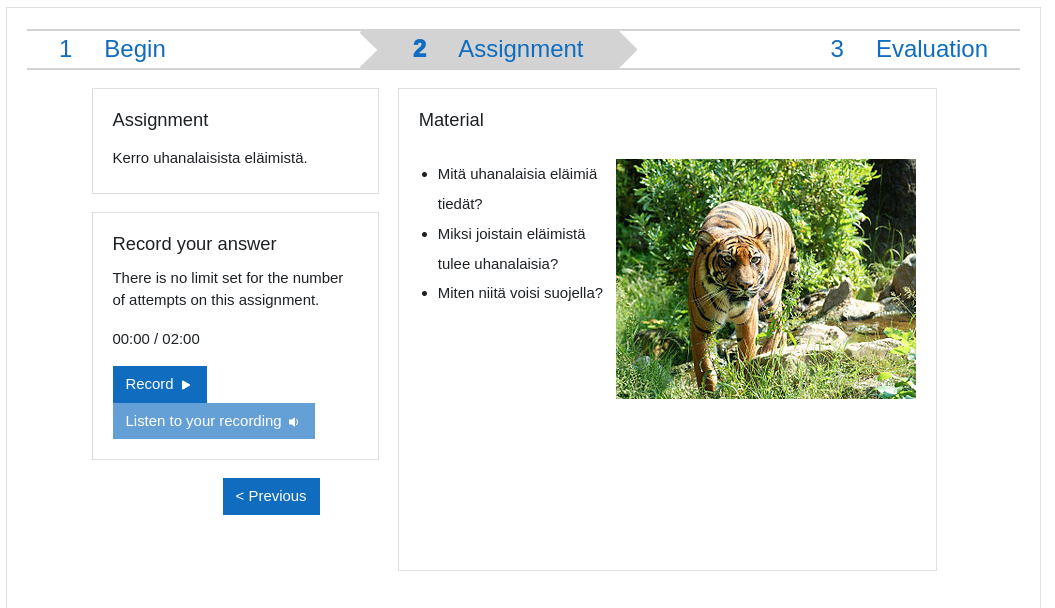 1 Begin 2 Assignment 3 Evaluation
Assignment
Kerro uhanalaisista eläimistä.
Record your answer
There is no limit set for the number
of attempts on this assignment.
00:00 / 02:00
Record
Listen to your recording
< Previous
Material
Mitä uhanalaisia eläimiä
tiedät?
Miksi joistain eläimistä
tulee uhanalaisia?
Miten niitä voisi suojella?